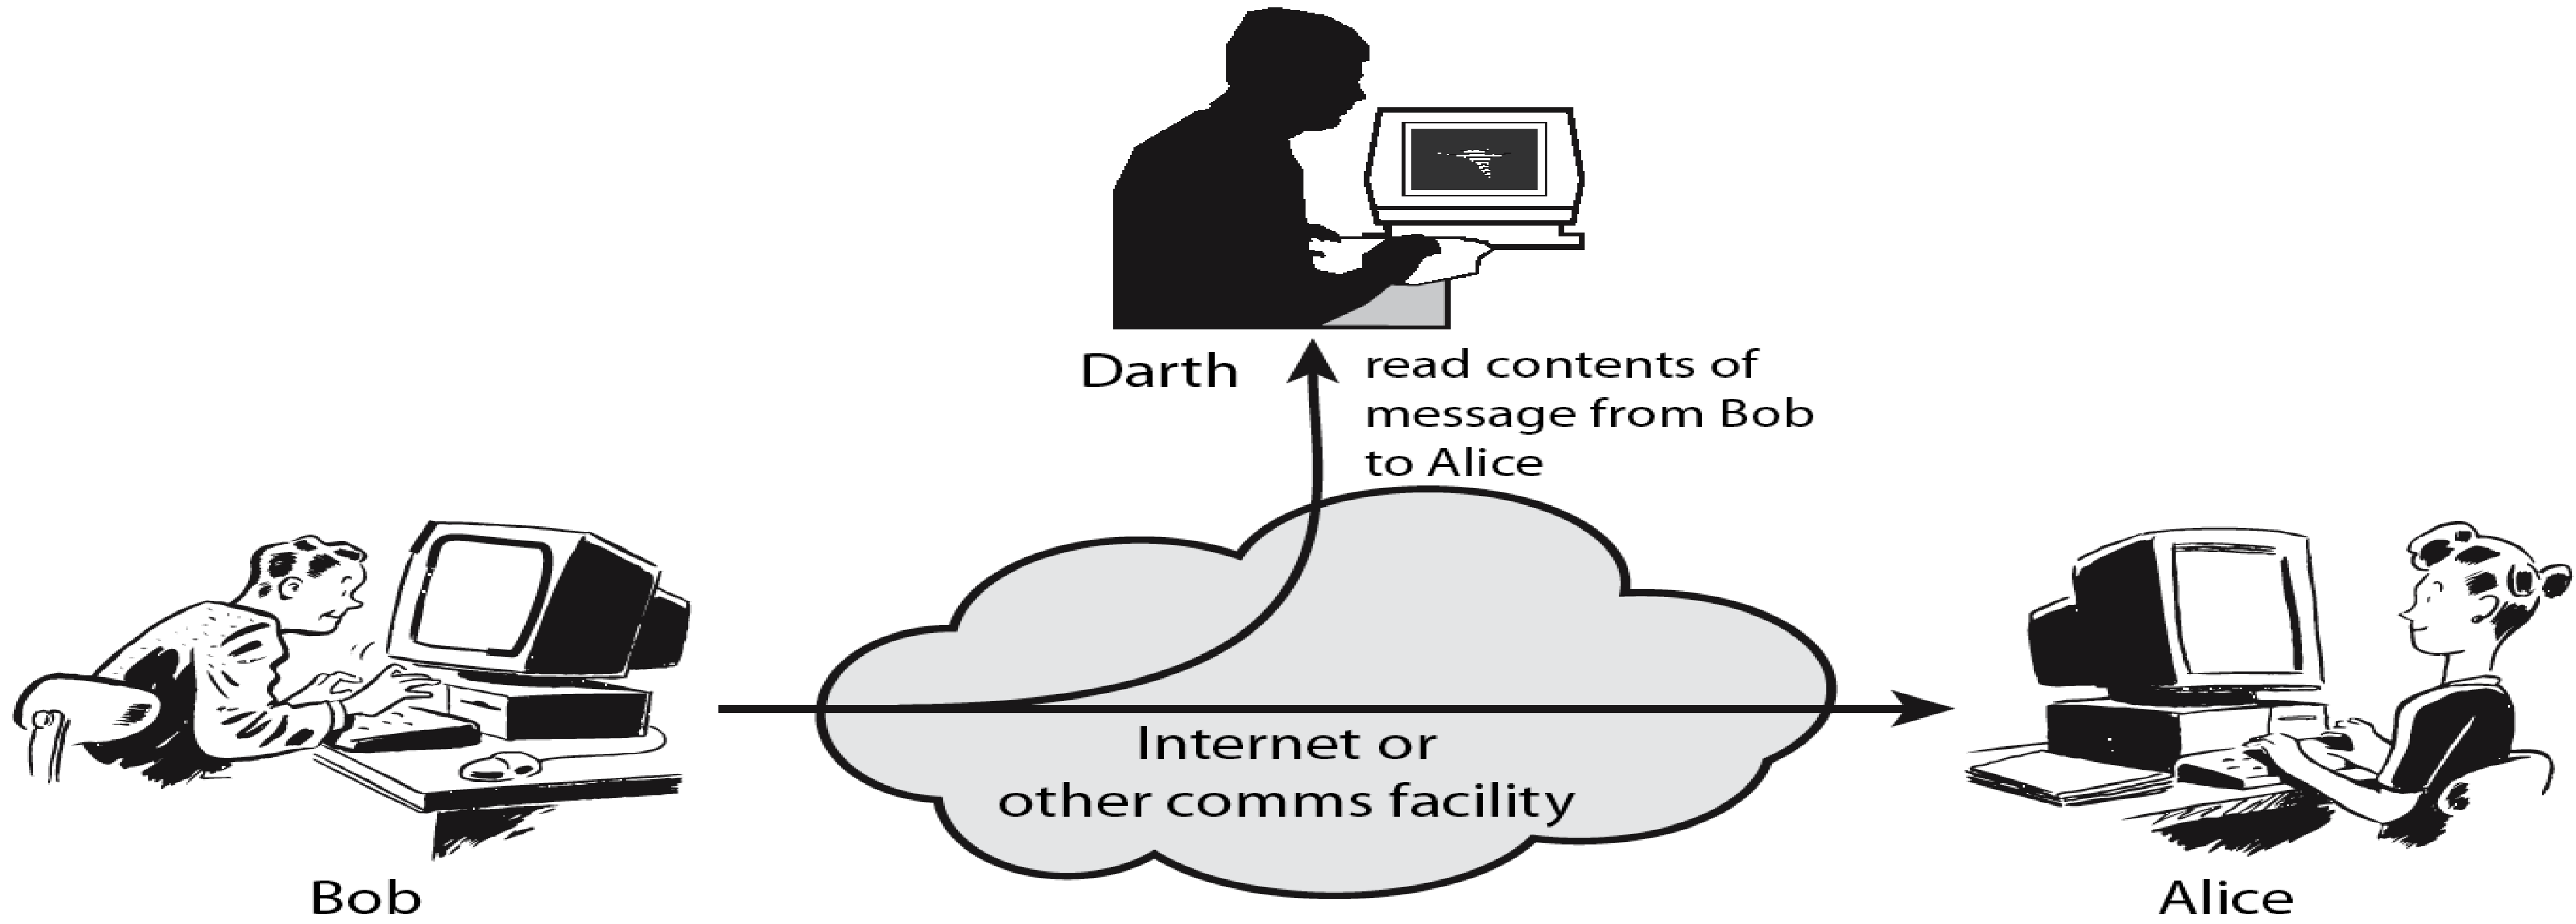 Darth
read contents of
message from Bob
to Alice
Internet or
other comms facility
Bob
Alice